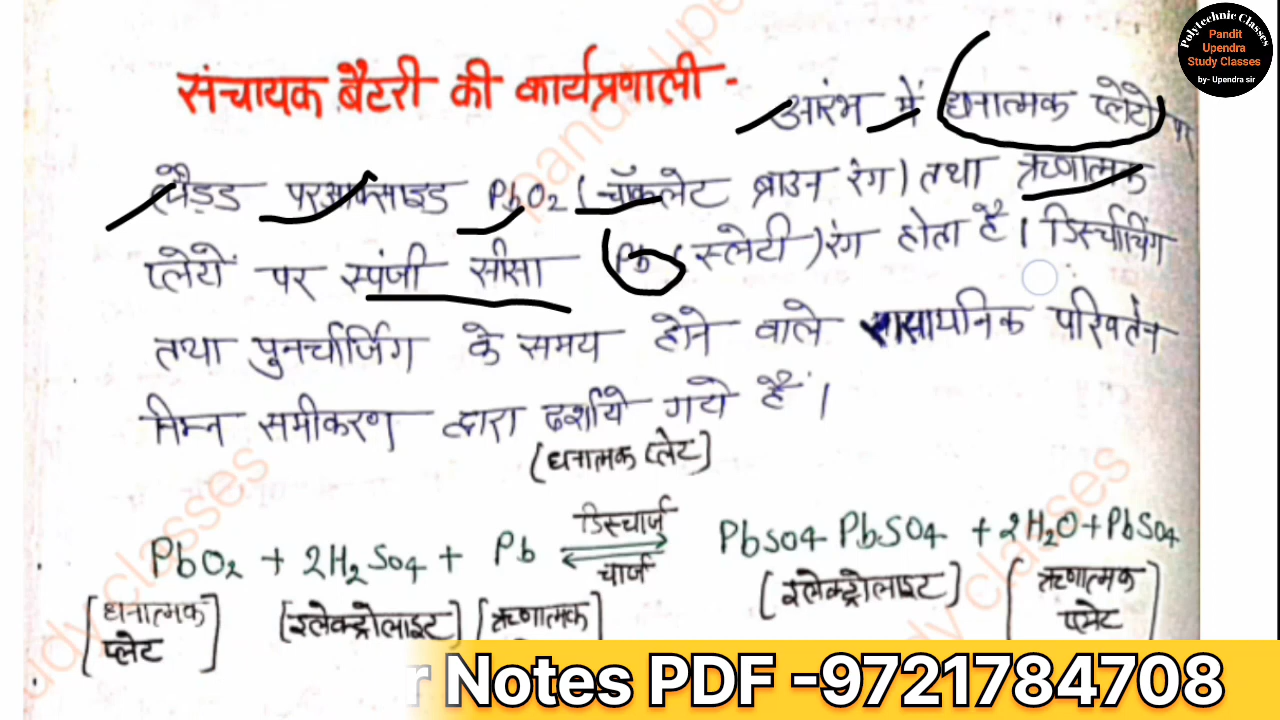 Polytechnic Classes
Pandit
Upendra
Study Classes
by- Upendra sir
संचायक बैटरी की कार्यप्रणाली -
आरंभ में धनात्मक प्लेटो पर
लैड परऑक्साइड PbO2 (चॉकलेट ब्राउन रंग) तथा ऋणात्मक
प्लेटों पर स्पंजी सीसा Pb (स्लेटी) रंग होता है। डिस्चार्चिंग
तथा पुनर्चार्जिंग के समय होने वाले रासायनिक परिवर्तन
निम्न समीकरण द्वारा दर्शाये गये हैं।
(धनात्मक प्लेट)
PbO2 + 2H2SO4 + Pb डिस्चार्ज चार्ज PbSO4 PbSO4 + 2H2O + PbSO4
[धनात्मक प्लेट] [इलेक्ट्रोलाइट] [ऋणात्मक] [इलेक्ट्रोलाइट] [ऋणात्मक प्लेट]
r Notes PDF -9721784708